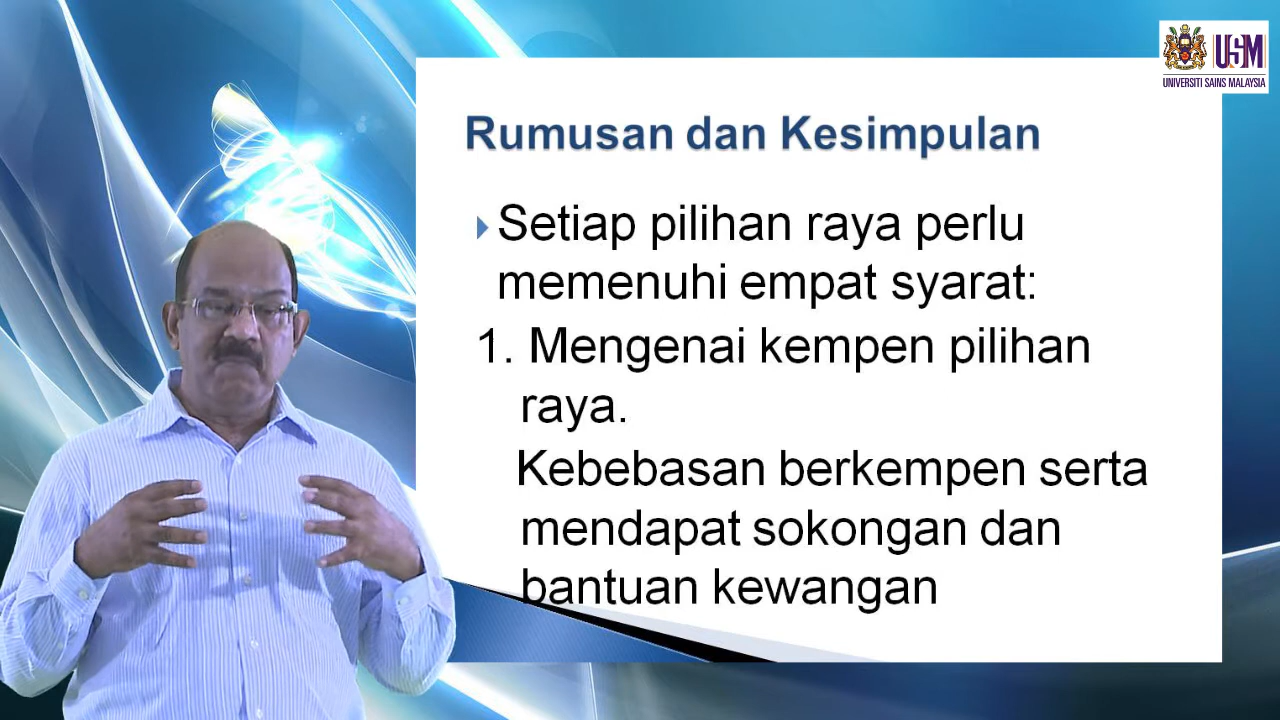 USM
UNIVERSITI SAINS MALAYSIA
Rumusan dan Kesimpulan
Setiap pilihan raya perlu
memenuhi empat syarat:
1. Mengenai kempen pilihan
raya.
Kebebasan berkempen serta
mendapat sokongan dan
bantuan kewangan